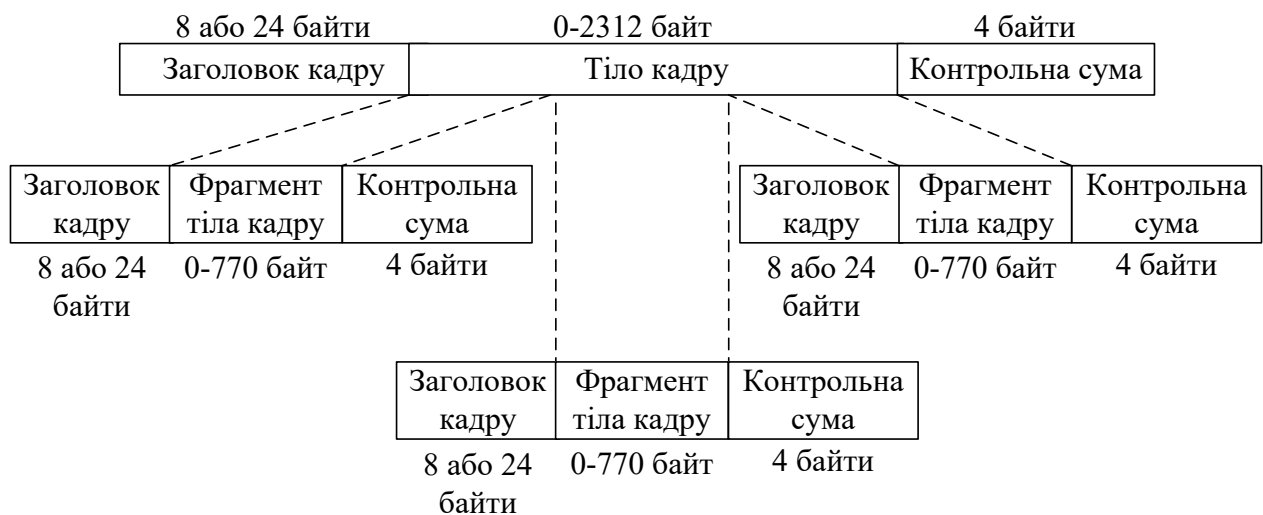 8 або 24 байти 0-2312 байт 4 байти
Заголовок кадру Тіло кадру Контрольна сума
Заголовок Фрагмент Контрольна Заголовок Фрагмент Контрольна
кадру тіла кадру сума кадру тіла кадру сума
8 або 24 0-770 байт 4 байти 8 або 24 0-770 байт 4 байти
байти байти
Заголовок Фрагмент Контрольна
кадру тіла кадру сума
8 або 24 0-770 байт 4 байти
байти